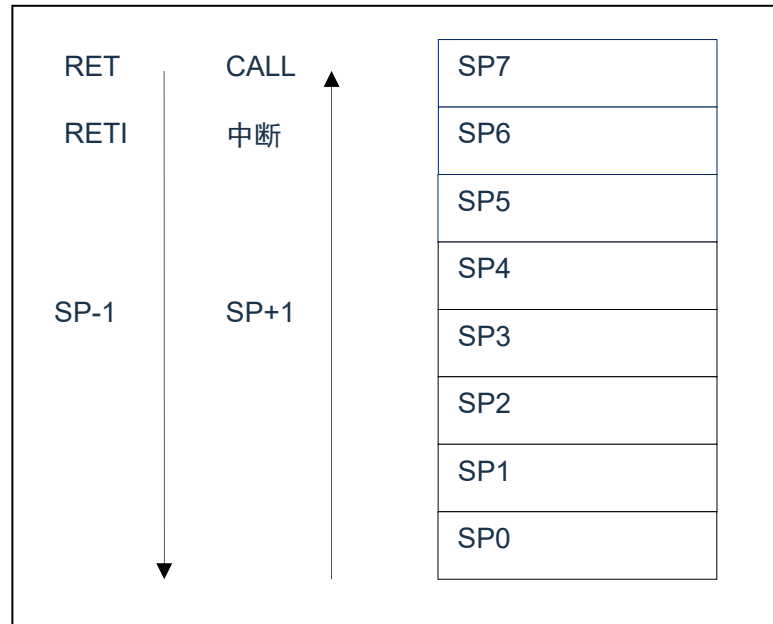 RET CALL SP7
RETI 中断 SP6
SP5
SP4
SP-1 SP+1 SP3
SP2
SP1
SP0